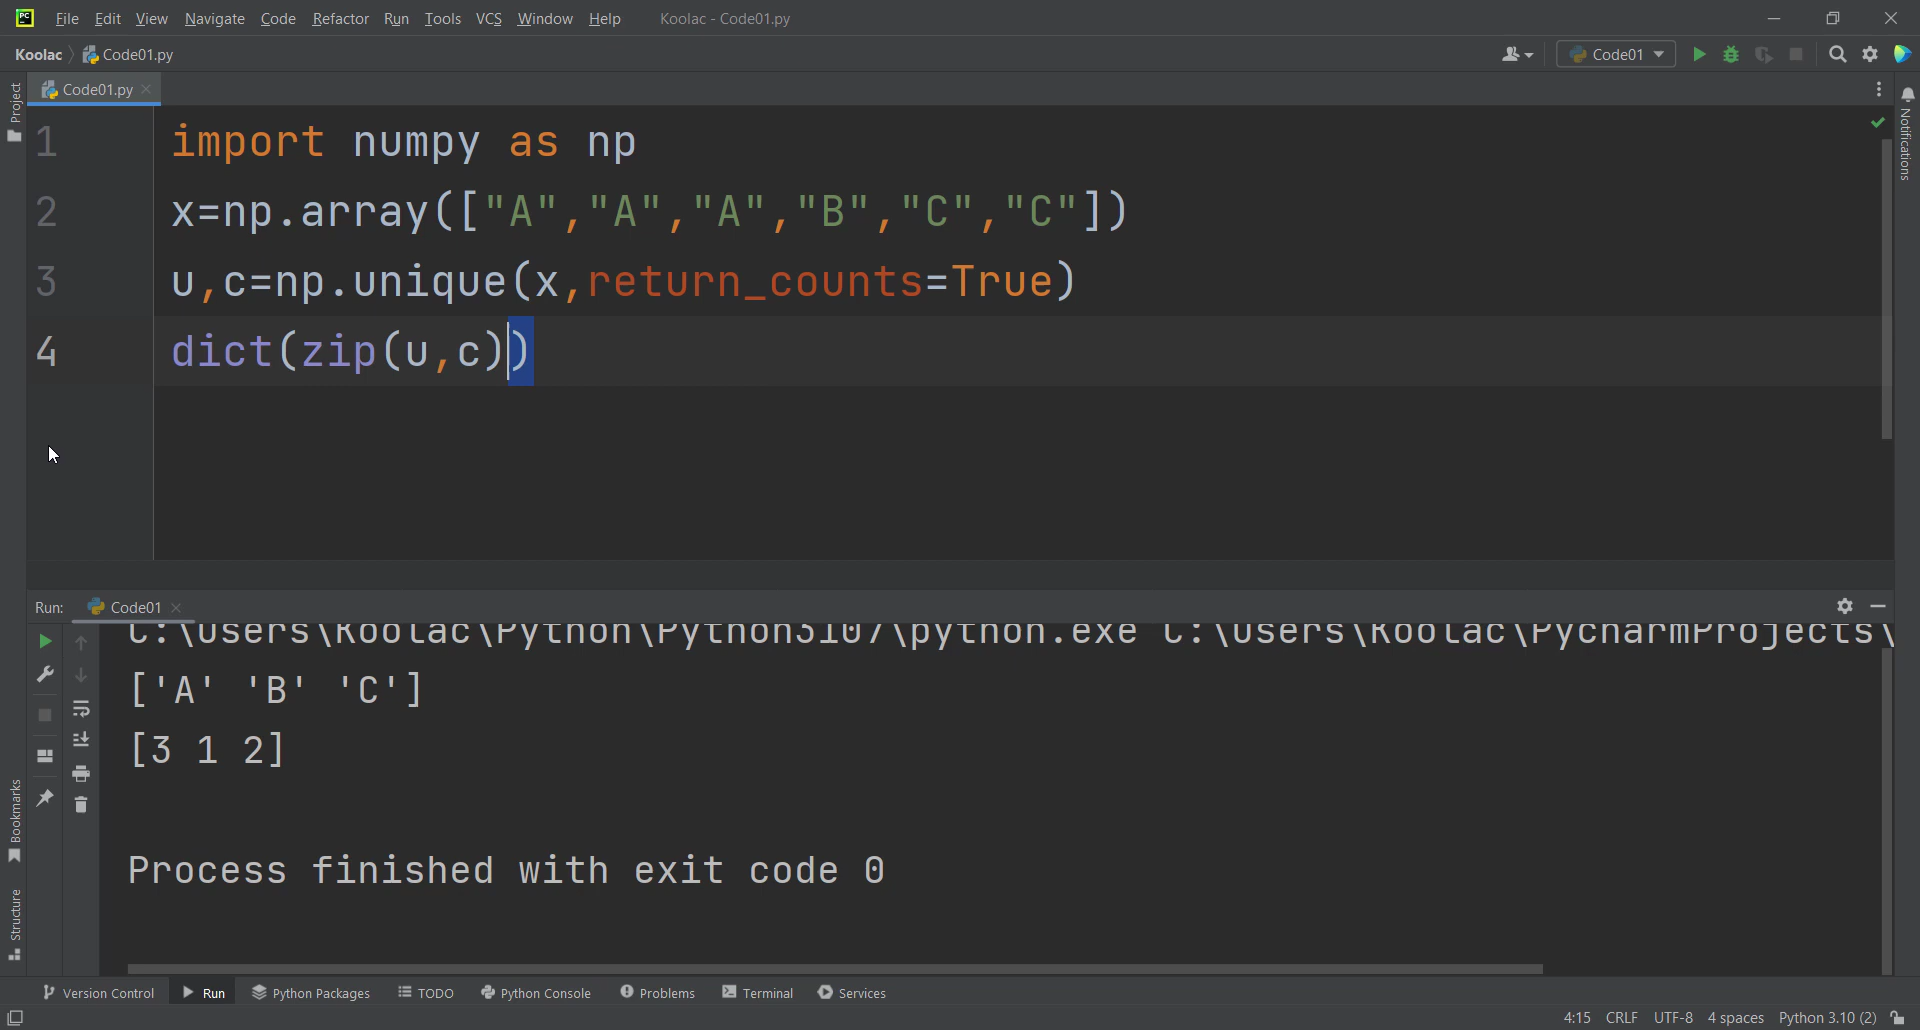 PC File Edit View Navigate Code Refactor Run Tools VCS Window Help Koolac - Code01.py
Koolac Code01.py Code01
Project
Code01.py
Notifications
1 import numpy as np
2 x=np.array(["A","A","A","B","C","C"])
3 u,c=np.unique(x,return_counts=True)
4 dict(zip(u,c))
Run: Code01
C:\Users\Koolac\Python\Python3107\python.exe C:\Users\Koolac\PycharmProjects\
['A' 'B' 'C']
[3 1 2]
Process finished with exit code 0
Bookmarks
Structure
Version Control Run Python Packages TODO Python Console Problems Terminal Services
4:15 CRLF UTF-8 4 spaces Python 3.10 (2)